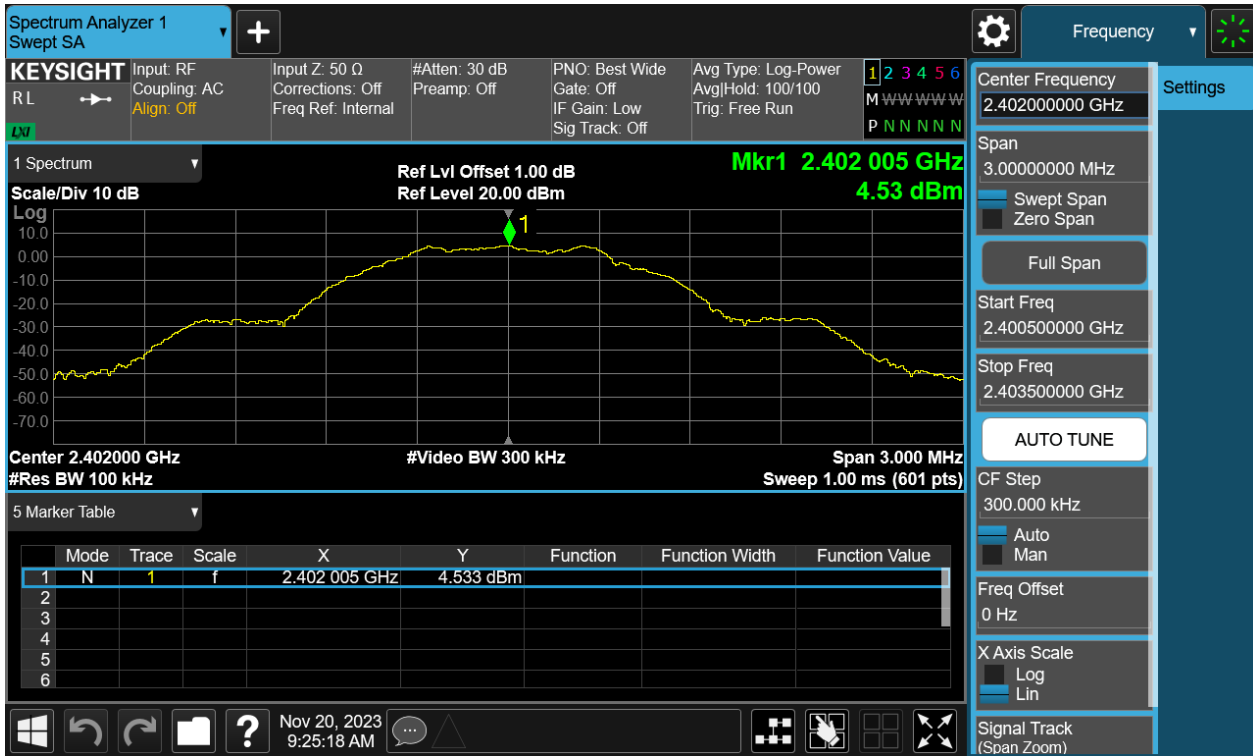 Spectrum Analyzer 1
Swept SA
+
Frequency
KEYSIGHT
R L
LXI
Input: RF
Coupling: AC
Align: Off
Input Z: 50 Ω
Corrections: Off
Freq Ref: Internal
#Atten: 30 dB
Preamp: Off
PNO: Best Wide
Gate: Off
IF Gain: Low
Sig Track: Off
Avg Type: Log-Power
Avg|Hold: 100/100
Trig: Free Run
1 2 3 4 5 6
M W W W W W
P N N N N N
1 Spectrum
Scale/Div 10 dB
Ref Lvl Offset 1.00 dB
Ref Level 20.00 dBm
Mkr1 2.402 005 GHz
4.53 dBm
Log
10.0
0.00
-10.0
-20.0
-30.0
-40.0
-50.0
-60.0
-70.0
1
Center 2.402000 GHz
#Res BW 100 kHz
#Video BW 300 kHz
Span 3.000 MHz
Sweep 1.00 ms (601 pts)
5 Marker Table
Mode Trace Scale X Y Function Function Width Function Value
1 N 1 f 2.402 005 GHz 4.533 dBm
2
3
4
5
6
Nov 20, 2023
9:25:18 AM
?
Center Frequency
2.402000000 GHz
Settings
Span
3.00000000 MHz
Swept Span
Zero Span
Full Span
Start Freq
2.400500000 GHz
Stop Freq
2.403500000 GHz
AUTO TUNE
CF Step
300.000 kHz
Auto
Man
Freq Offset
0 Hz
X Axis Scale
Log
Lin
Signal Track
(Span Zoom)